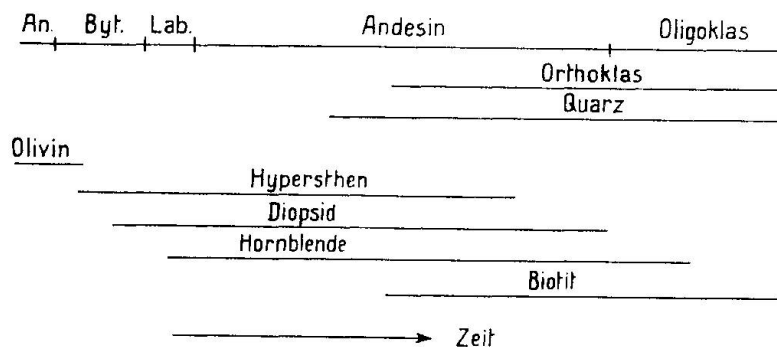 An. Byt. Lab. Andesin Oligoklas
Orthoklas
Quarz
Olivin
Hypersthen
Diopsid
Hornblende
Biotit
Zeit